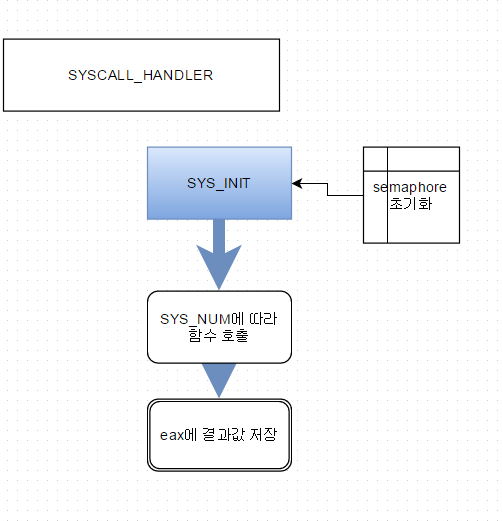 SYSCALL_HANDLER
SYS_INIT
semaphore
초기화
SYS_NUM에 따라
함수 호출
eax에 결과값 저장